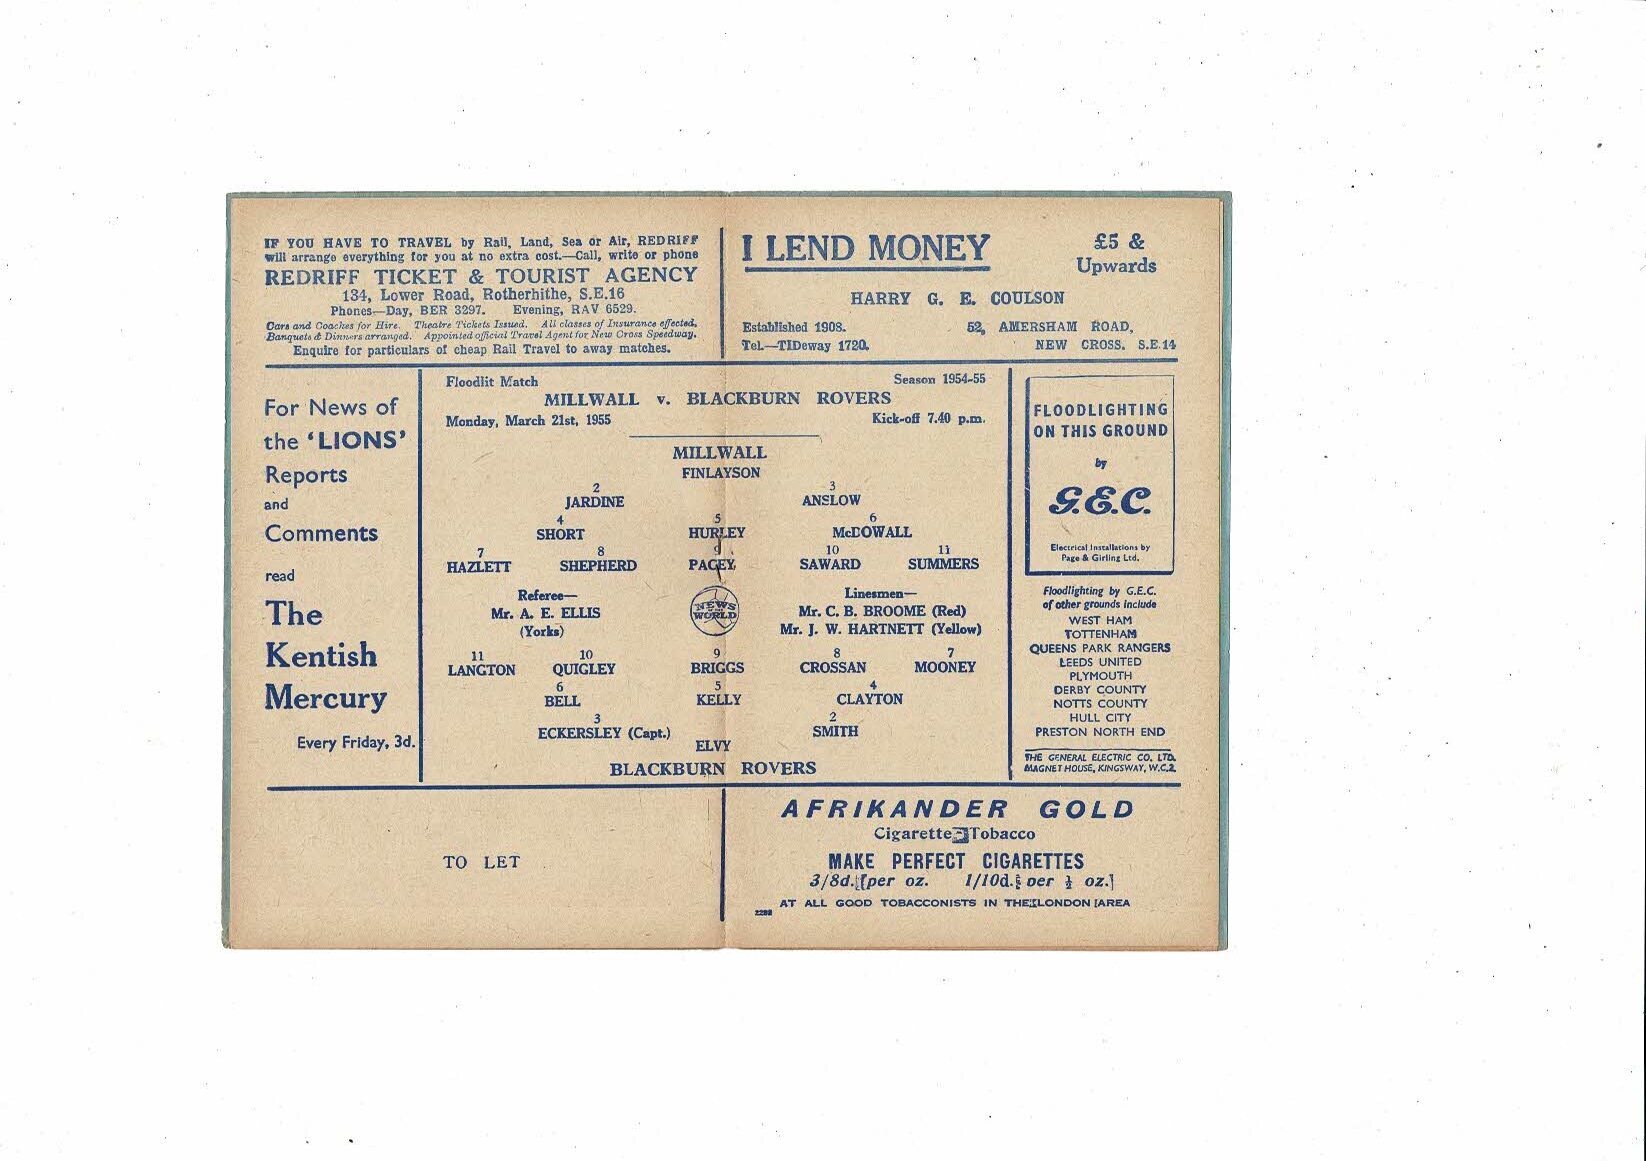 IF YOU HAVE TO TRAVEL by Rail, Land, Sea or Air, REDRIFF
will arrange everything for you at no extra cost.—Call, write or phone
REDRIFF TICKET & TOURIST AGENCY
134, Lower Road, Rotherhithe, S.E.16
Phones—Day, BER 3297. Evening, RAV 6529.
Cars and Coaches for Hire. Theatre Tickets Issued. All classes of Insurance effected.
Banquets & Dinners arranged. Appointed official Travel Agent for New Cross Speedway.
Enquire for particulars of cheap Rail Travel to away matches.
I LEND MONEY
£5 &
Upwards
HARRY G. E. COULSON
Established 1908. 52, AMERSHAM ROAD,
Tel.—TIDeway 1720. NEW CROSS. S.E.14
For News of
the 'LIONS'
Reports
and
Comments
read
The
Kentish
Mercury
Every Friday, 3d.
Floodlit Match Season 1954-55
MILLWALL v. BLACKBURN ROVERS
Monday, March 21st, 1955 Kick-off 7.40 p.m.
MILLWALL
FINLAYSON
2 3
JARDINE ANSLOW
4 5 6
SHORT HURLEY McDOWALL
7 8 9 10 11
HAZLETT SHEPHERD PACEY SAWARD SUMMERS
Referee— Linesmen—
Mr. A. E. ELLIS Mr. C. B. BROOME (Red)
(Yorks) Mr. J. W. HARTNETT (Yellow)
NEWS
OF THE
WORLD
11 10 9 8 7
LANGTON QUIGLEY BRIGGS CROSSAN MOONEY
6 5 4
BELL KELLY CLAYTON
3 2
ECKERSLEY (Capt.) SMITH
ELVY
BLACKBURN ROVERS
FLOODLIGHTING
ON THIS GROUND
by
G.E.C.
Electrical Installations by
Page & Girling Ltd.
Floodlighting by G.E.C.
of other grounds include
WEST HAM
TOTTENHAM
QUEENS PARK RANGERS
LEEDS UNITED
PLYMOUTH
DERBY COUNTY
NOTTS COUNTY
HULL CITY
PRESTON NORTH END
THE GENERAL ELECTRIC CO. LTD.
MAGNET HOUSE, KINGSWAY, W.C.2.
TO LET
AFRIKANDER GOLD
Cigarette Tobacco
MAKE PERFECT CIGARETTES
3/8d. [per oz. 1/10d. per ½ oz.]
AT ALL GOOD TOBACCONISTS IN THE LONDON AREA